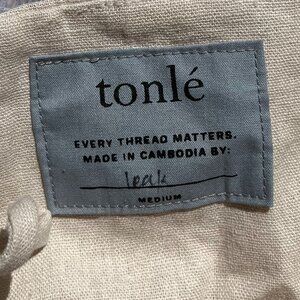 tonlé
EVERY THREAD MATTERS.
MADE IN CAMBODIA BY:
leak
MEDIUM